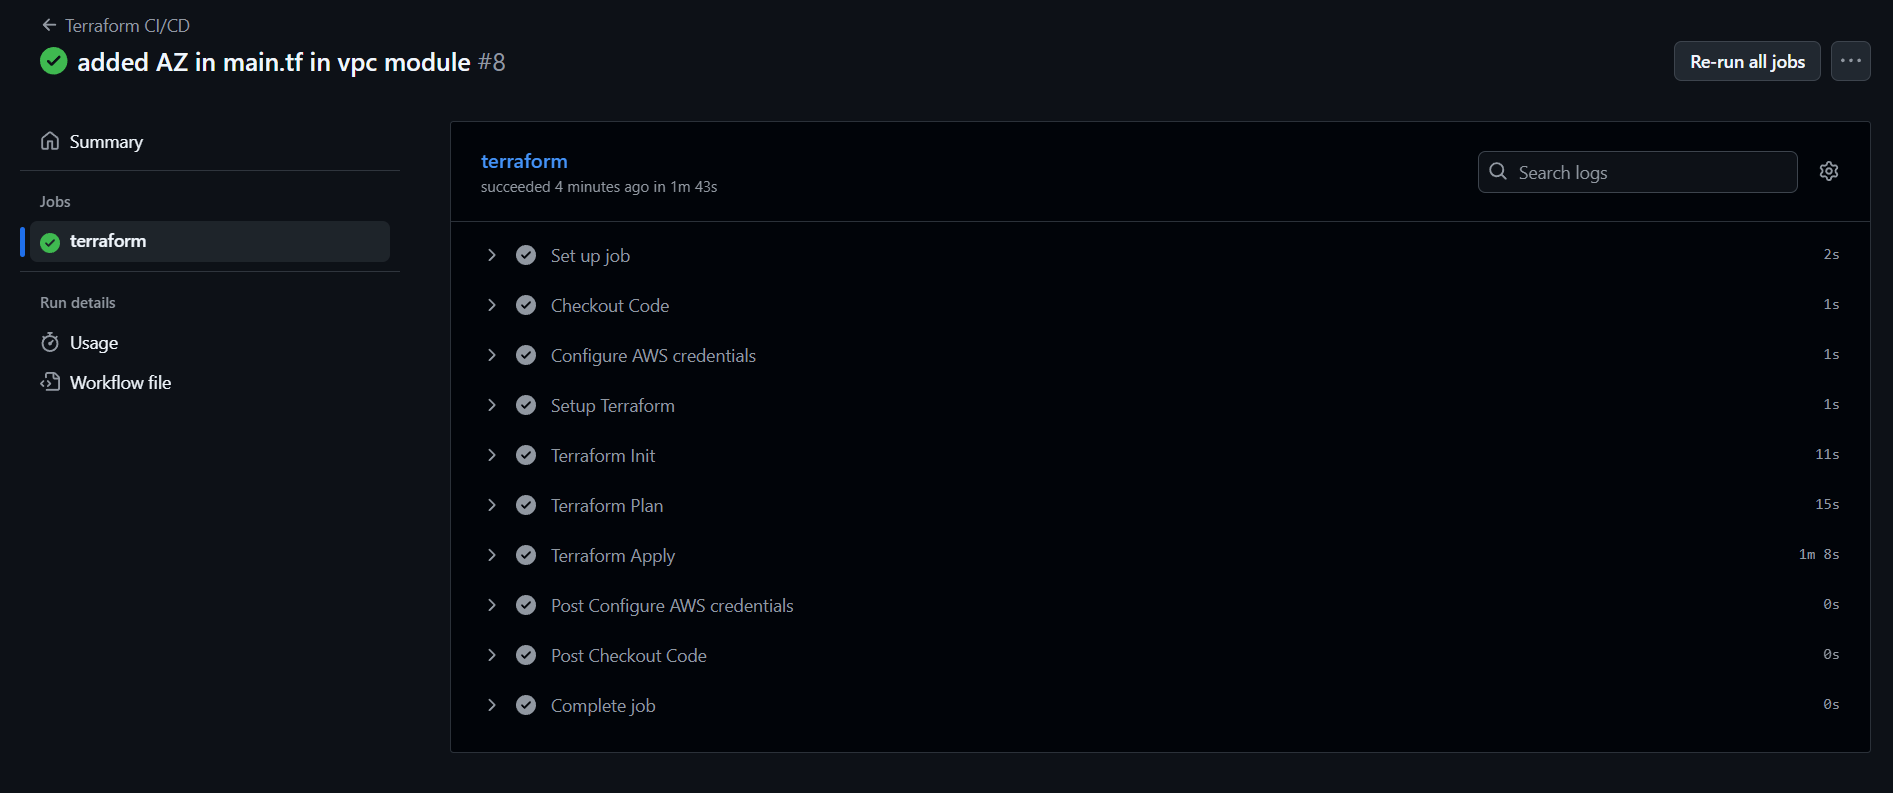 Terraform CI/CD
added AZ in main.tf in vpc module #8
Re-run all jobs
Summary
Jobs
terraform
Run details
Usage
Workflow file
terraform
succeeded 4 minutes ago in 1m 43s
Search logs
Set up job 2s
Checkout Code 1s
Configure AWS credentials 1s
Setup Terraform 1s
Terraform Init 11s
Terraform Plan 15s
Terraform Apply 1m 8s
Post Configure AWS credentials 0s
Post Checkout Code 0s
Complete job 0s